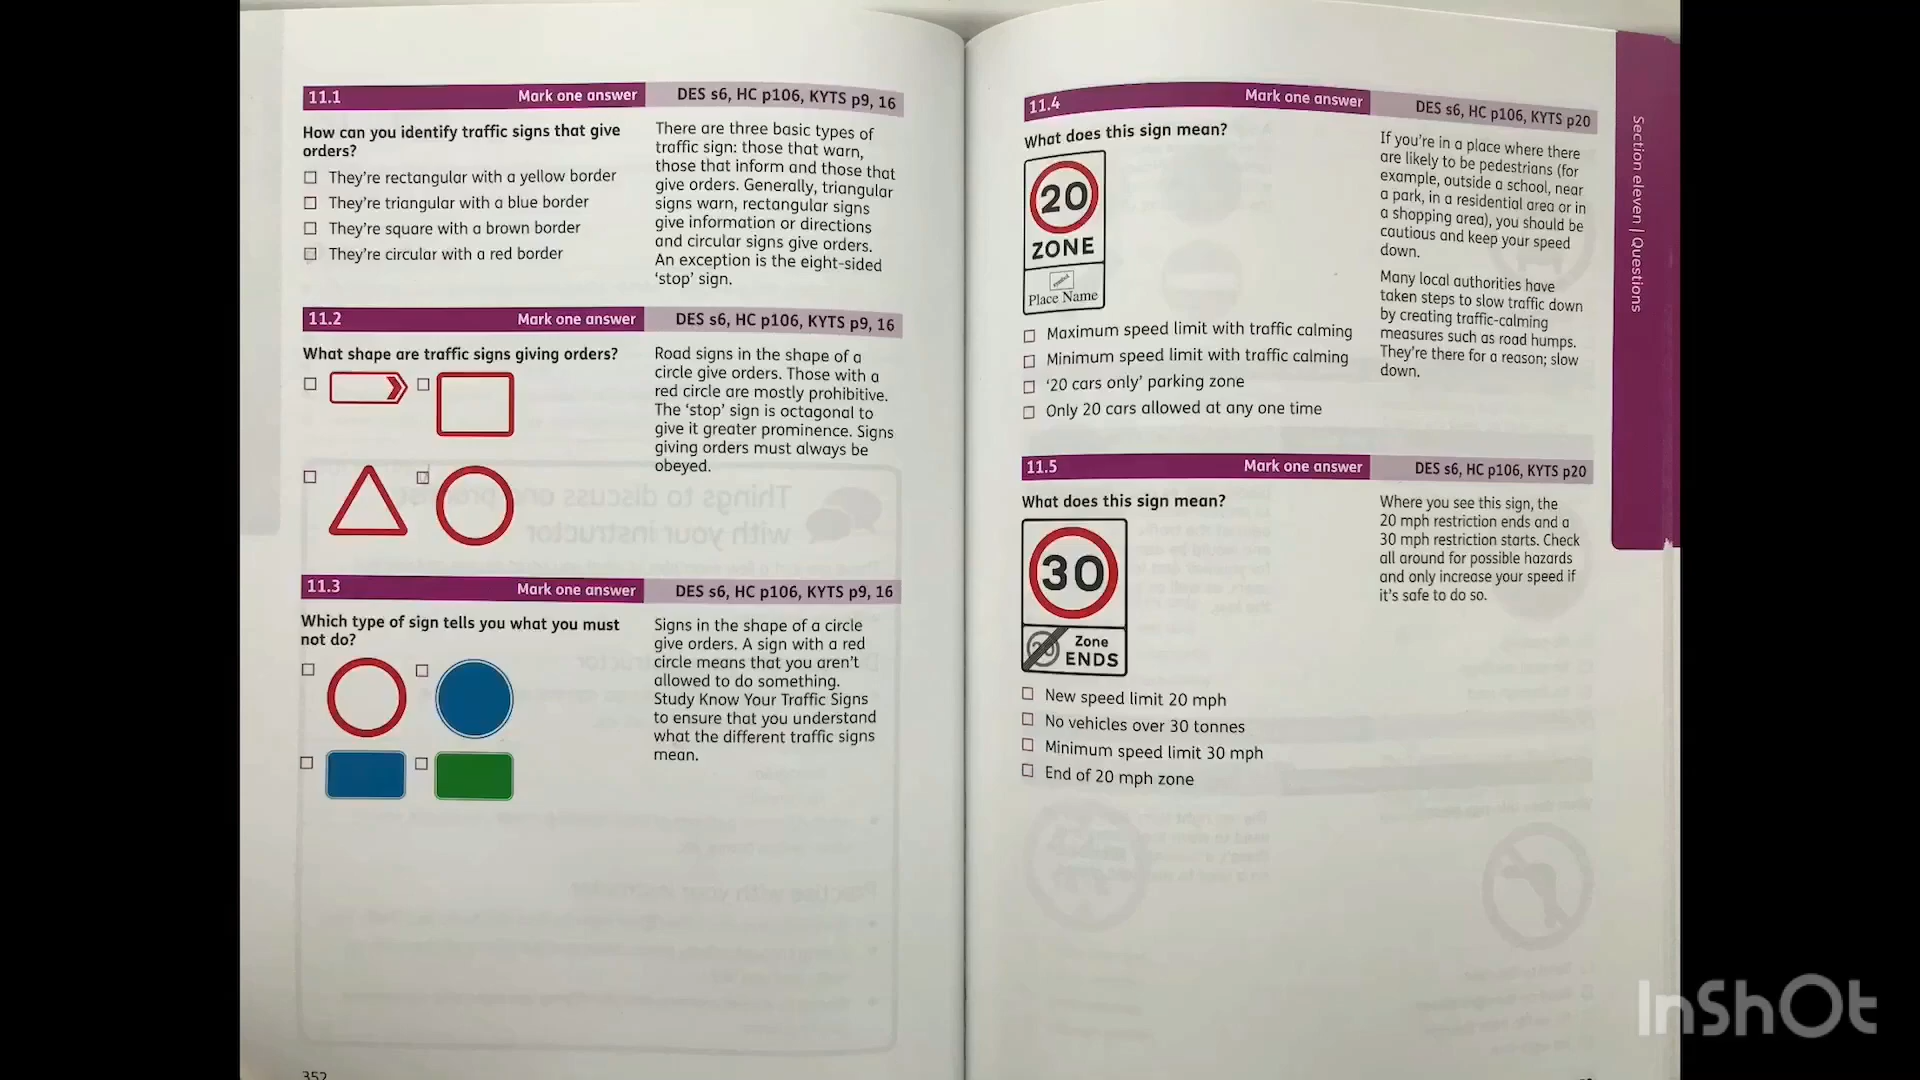 11.1 Mark one answer DES s6, HC p106, KYTS p9, 16
How can you identify traffic signs that give
orders?
They're rectangular with a yellow border
They're triangular with a blue border
They're square with a brown border
They're circular with a red border
There are three basic types of
traffic sign: those that warn,
those that inform and those that
give orders. Generally, triangular
signs warn, rectangular signs
give information or directions
and circular signs give orders.
An exception is the eight-sided
'stop' sign.
11.2 Mark one answer DES s6, HC p106, KYTS p9, 16
What shape are traffic signs giving orders?
Road signs in the shape of a
circle give orders. Those with a
red circle are mostly prohibitive.
The 'stop' sign is octagonal to
give it greater prominence. Signs
giving orders must always be
obeyed.
11.3 Mark one answer DES s6, HC p106, KYTS p9, 16
Which type of sign tells you what you must
not do?
Signs in the shape of a circle
give orders. A sign with a red
circle means that you aren't
allowed to do something.
Study Know Your Traffic Signs
to ensure that you understand
what the different traffic signs
mean.
352
11.4 Mark one answer DES s6, HC p106, KYTS p20
What does this sign mean?
20
ZONE
Place Name
Maximum speed limit with traffic calming
Minimum speed limit with traffic calming
'20 cars only' parking zone
Only 20 cars allowed at any one time
If you're in a place where there
are likely to be pedestrians (for
example, outside a school, near
a park, in a residential area or in
a shopping area), you should be
cautious and keep your speed
down.
Many local authorities have
taken steps to slow traffic down
by creating traffic-calming
measures such as road humps.
They're there for a reason; slow
down.
11.5 Mark one answer DES s6, HC p106, KYTS p20
What does this sign mean?
30
20 Zone
ENDS
New speed limit 20 mph
No vehicles over 30 tonnes
Minimum speed limit 30 mph
End of 20 mph zone
Where you see this sign, the
20 mph restriction ends and a
30 mph restriction starts. Check
all around for possible hazards
and only increase your speed if
it's safe to do so.
Section eleven | Questions
InShOt